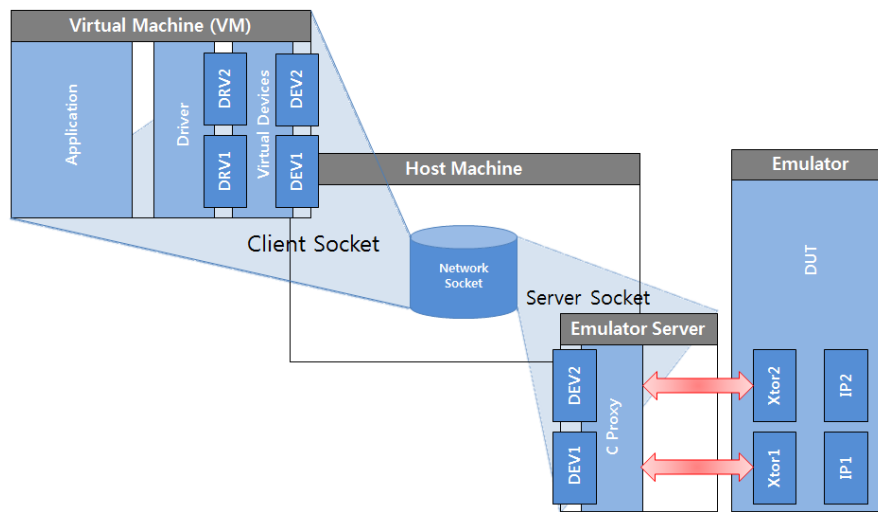 Virtual Machine (VM)
Application
Driver
DRV2
DRV1
Virtual Devices
DEV2
DEV1
Host Machine
Client Socket
Network
Socket
Server Socket
Emulator Server
DEV2
DEV1
C Proxy
Emulator
DUT
Xtor2
IP2
Xtor1
IP1